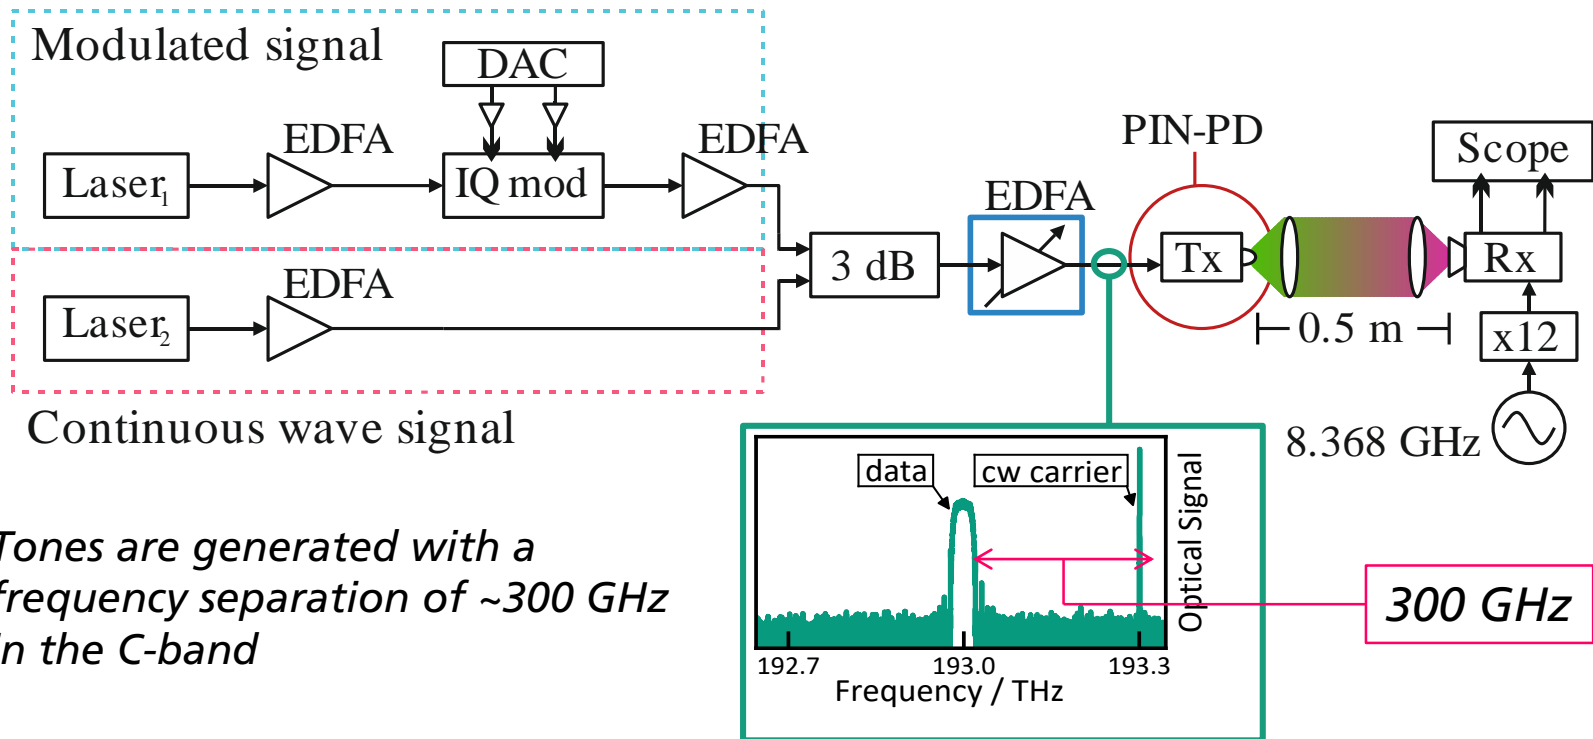 Modulated signal
DAC
EDFA
EDFA
Laser1
IQ mod
PIN-PD
Scope
EDFA
3 dB
Tx
Rx
EDFA
Laser2
0.5 m
x12
Continuous wave signal
8.368 GHz
data
cw carrier
Optical Signal
Tones are generated with a
frequency separation of ~300 GHz
in the C-band
300 GHz
192.7
193.0
193.3
Frequency / THz